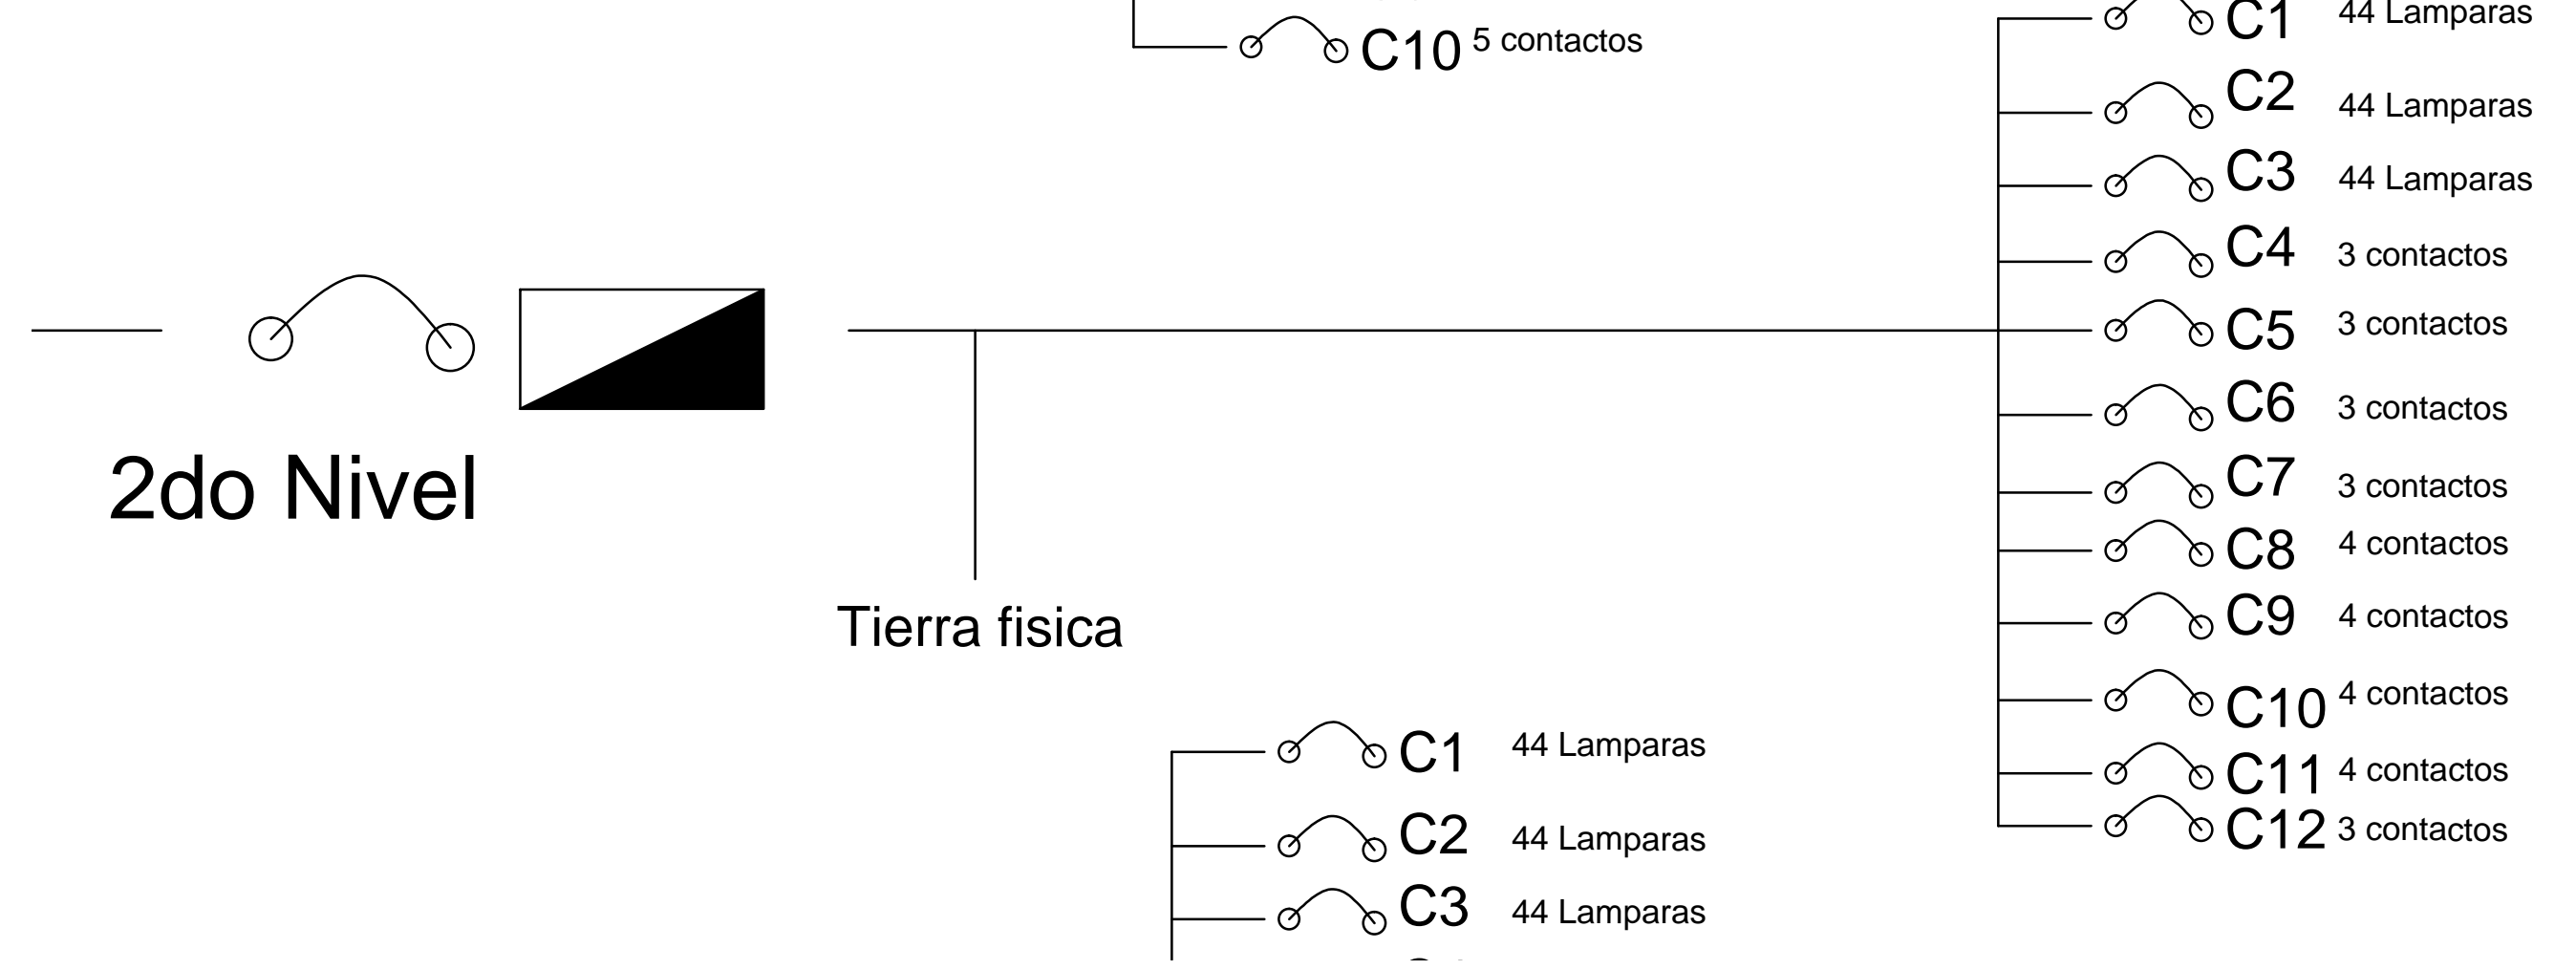 C10 5 contactos
C1 44 Lamparas
C2 44 Lamparas
C3 44 Lamparas
C4 3 contactos
C5 3 contactos
C6 3 contactos
C7 3 contactos
C8 4 contactos
C9 4 contactos
C10 4 contactos
C11 4 contactos
C12 3 contactos
2do Nivel
Tierra fisica
C1 44 Lamparas
C2 44 Lamparas
C3 44 Lamparas